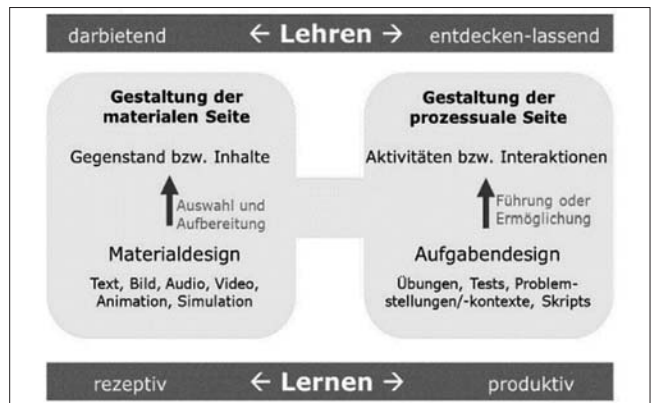 darbietend ← Lehren → entdecken-lassend
Gestaltung der
materialen Seite
Gegenstand bzw. Inhalte
Auswahl und
Aufbereitung
Materialdesign
Text, Bild, Audio, Video,
Animation, Simulation
Gestaltung der
prozessuale Seite
Aktivitäten bzw. Interaktionen
Führung oder
Ermöglichung
Aufgabendesign
Übungen, Tests, Problem-
stellungen/-kontexte, Skripts
rezeptiv ← Lernen → produktiv